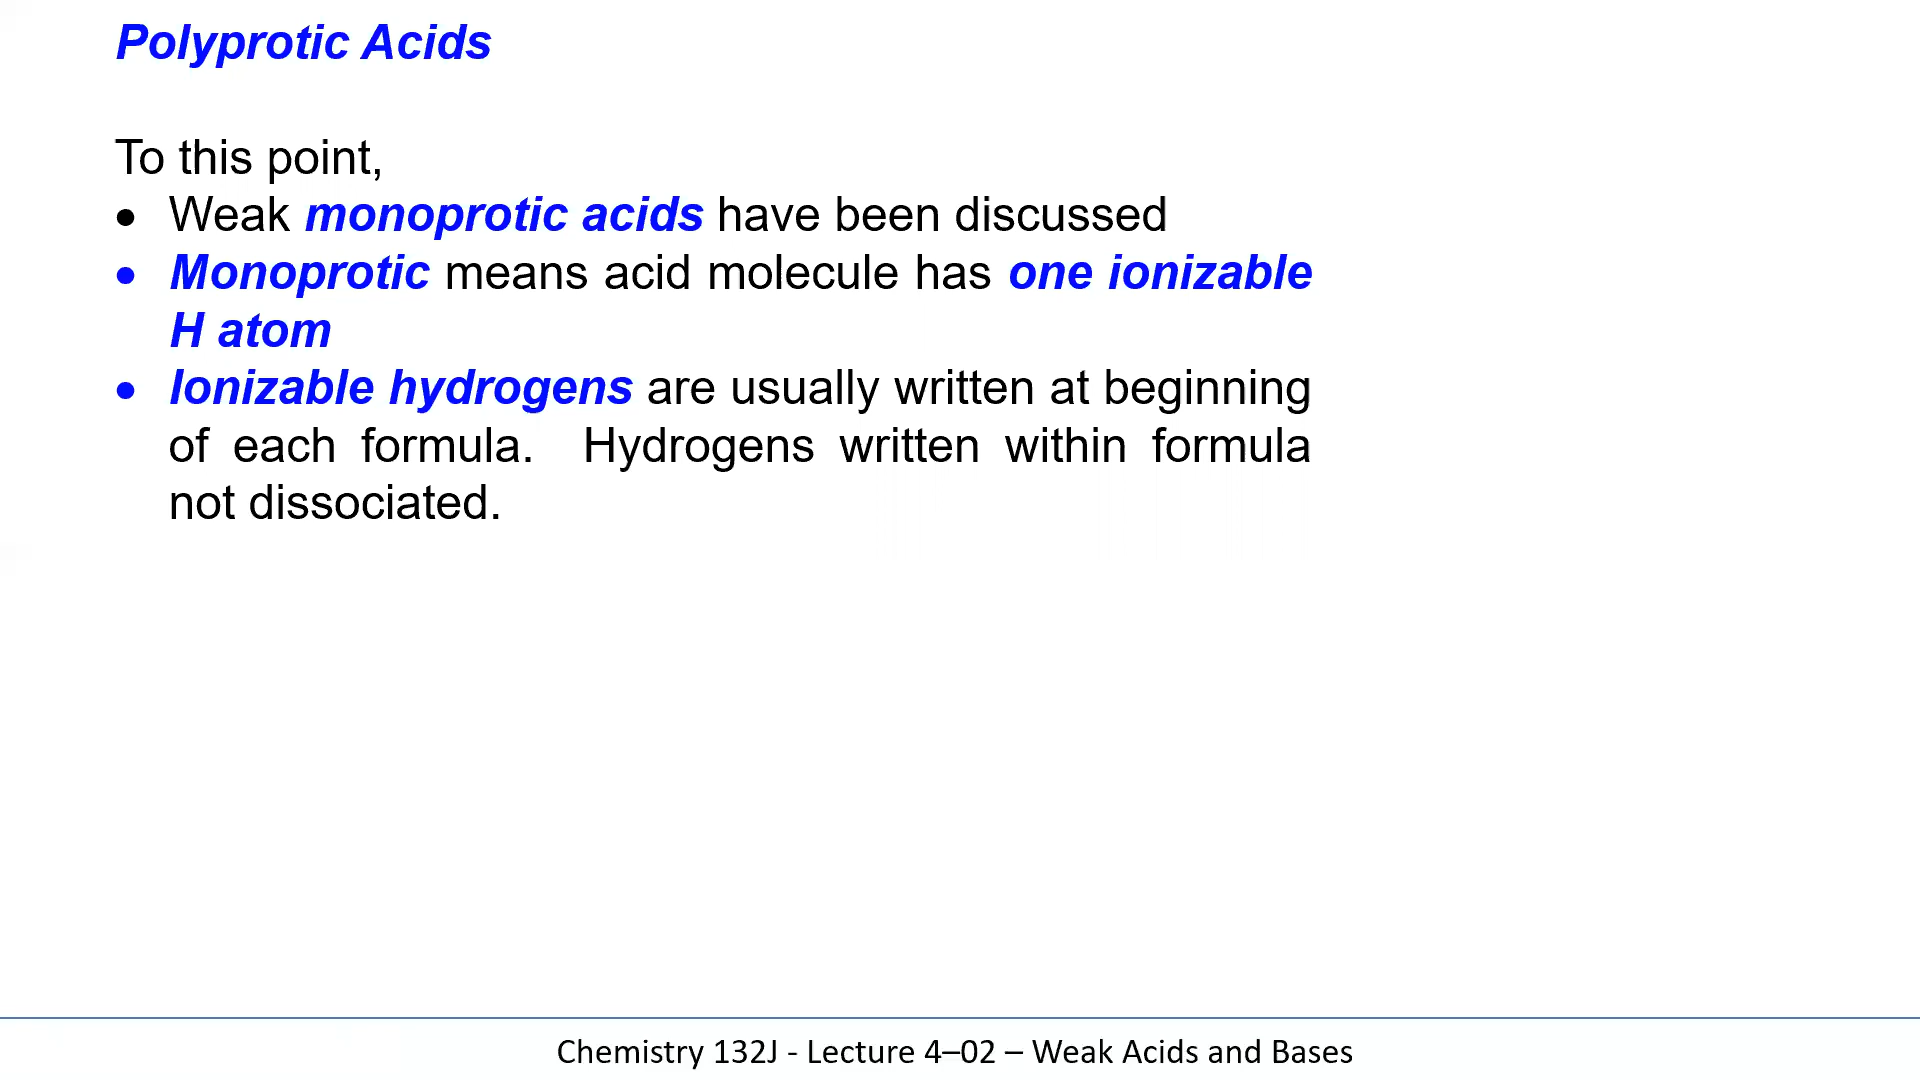 Polyprotic Acids
To this point,
• Weak monoprotic acids have been discussed
• Monoprotic means acid molecule has one ionizable
H atom
• Ionizable hydrogens are usually written at beginning
of each formula. Hydrogens written within formula
not dissociated.
Chemistry 132J - Lecture 4–02 – Weak Acids and Bases